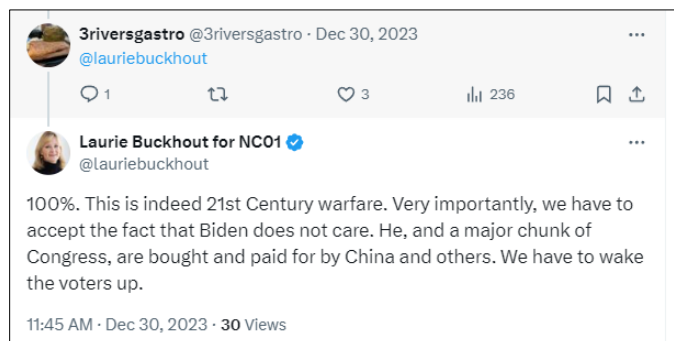 3riversgastro @3riversgastro · Dec 30, 2023
@lauriebuckhout
1 3 236
Laurie Buckhout for NC01
@lauriebuckhout
100%. This is indeed 21st Century warfare. Very importantly, we have to
accept the fact that Biden does not care. He, and a major chunk of
Congress, are bought and paid for by China and others. We have to wake
the voters up.
11:45 AM · Dec 30, 2023 · 30 Views